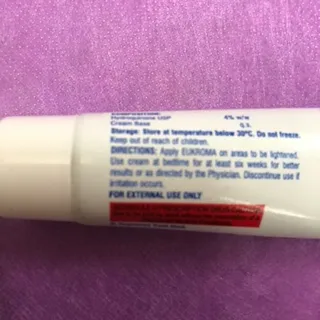 COMPOSITION:
Hydroquinone USP 4% w/w
Cream Base q.s.
Storage: Store at temperature below 30°C. Do not freeze.
Keep out of reach of children.
DIRECTIONS: Apply EUKROMA on areas to be lightened.
Use cream at bedtime for at least six weeks for better
results or as directed by the Physician. Discontinue use if
irritation occurs.
FOR EXTERNAL USE ONLY